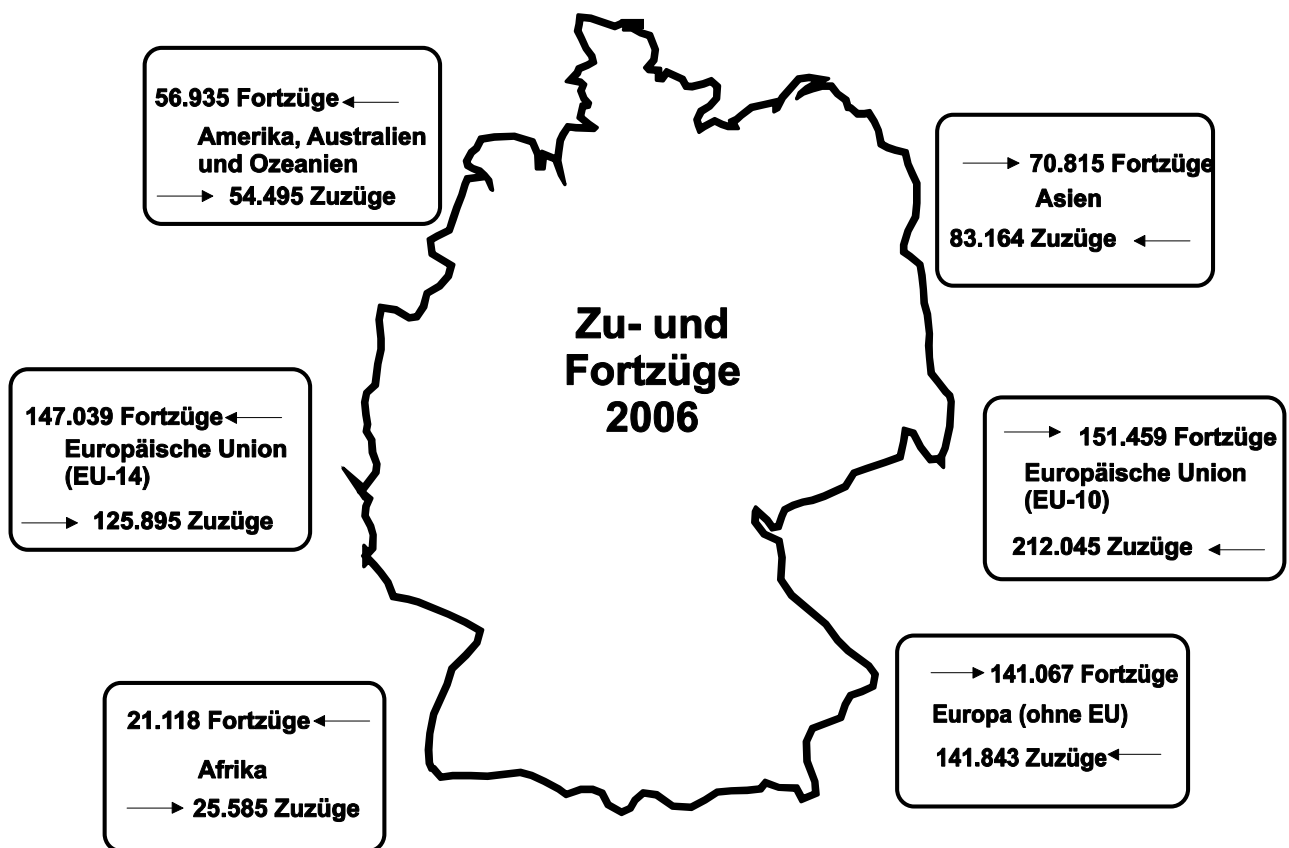 56.935 Fortzüge
Amerika, Australien
und Ozeanien
54.495 Zuzüge
70.815 Fortzüge
Asien
83.164 Zuzüge
Zu- und
Fortzüge
2006
147.039 Fortzüge
Europäische Union
(EU-14)
125.895 Zuzüge
151.459 Fortzüge
Europäische Union
(EU-10)
212.045 Zuzüge
21.118 Fortzüge
Afrika
25.585 Zuzüge
141.067 Fortzüge
Europa (ohne EU)
141.843 Zuzüge